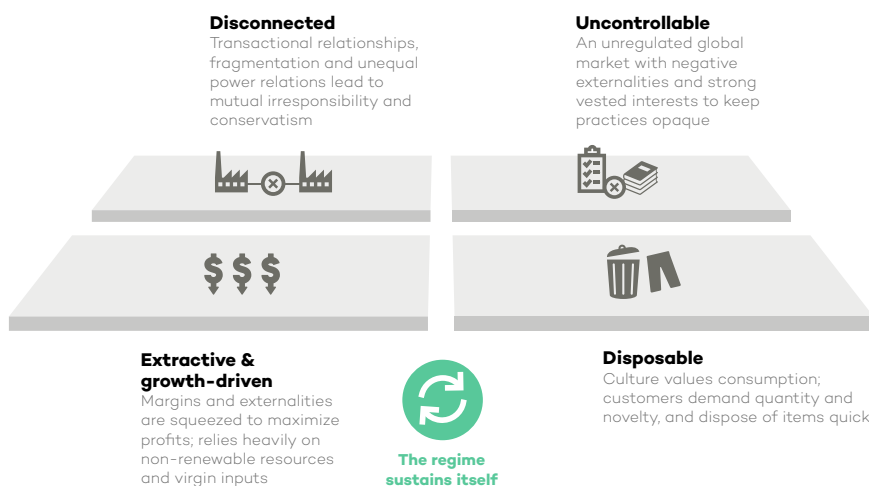 Disconnected
Transactional relationships,
fragmentation and unequal
power relations lead to
mutual irresponsibility and
conservatism
Uncontrollable
An unregulated global
market with negative
externalities and strong
vested interests to keep
practices opaque
$ $ $
Extractive &
growth-driven
Margins and externalities
are squeezed to maximize
profits; relies heavily on
non-renewable resources
and virgin inputs
The regime
sustains itself
Disposable
Culture values consumption;
customers demand quantity and
novelty, and dispose of items quick